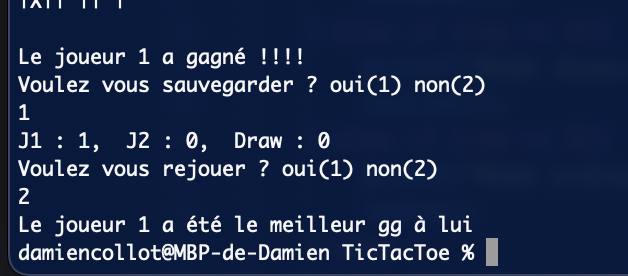 Le joueur 1 a gagné !!!!
Voulez vous sauvegarder ? oui(1) non(2)
1
J1 : 1,  J2 : 0,  Draw : 0
Voulez vous rejouer ? oui(1) non(2)
2
Le joueur 1 a été le meilleur gg à lui
damiencollot@MBP-de-Damien TicTacToe %